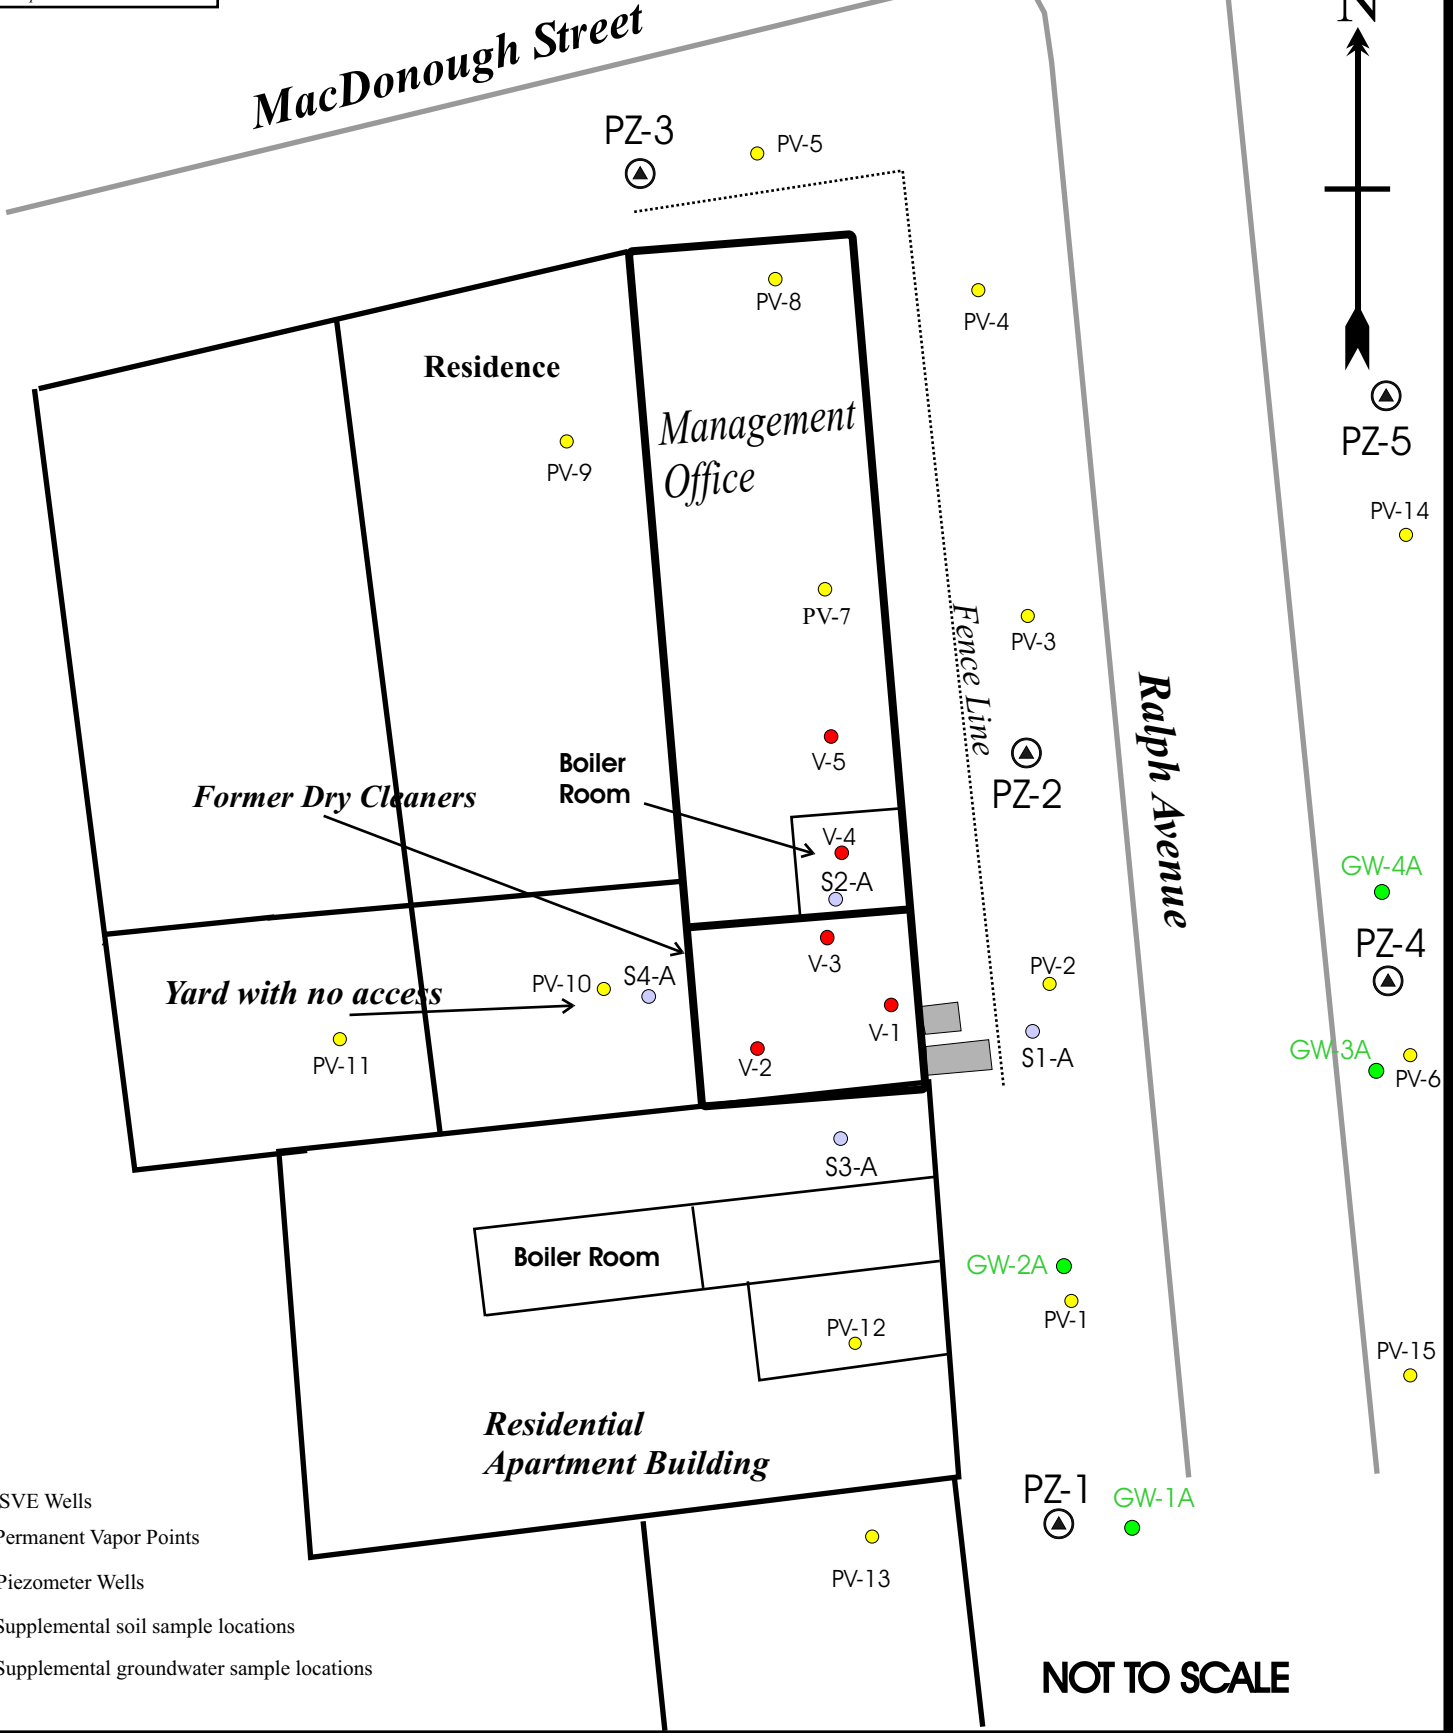 N
MacDonough Street
PZ-3
PV-5
PV-8
PV-4
Residence
Management
Office
PZ-5
PV-9
PV-14
PV-7
Fence Line
PV-3
Ralph Avenue
V-5
Boiler
Room
PZ-2
Former Dry Cleaners
V-4
S2-A
GW-4A
PZ-4
V-3
PV-2
PV-10
S4-A
Yard with no access
V-1
V-2
S1-A
GW-3A
PV-6
PV-11
S3-A
Boiler Room
GW-2A
PV-1
PV-12
PV-15
Residential
Apartment Building
PZ-1
GW-1A
SVE Wells
Permanent Vapor Points
PV-13
Piezometer Wells
Supplemental soil sample locations
Supplemental groundwater sample locations
NOT TO SCALE